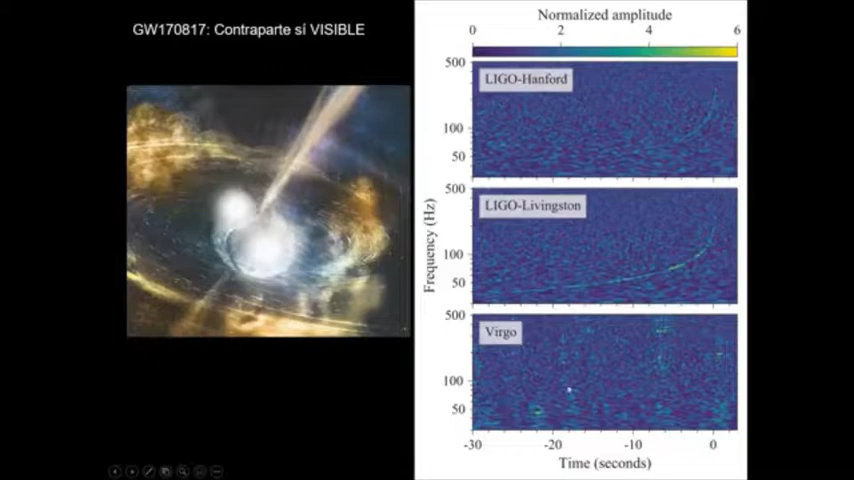 GW170817: Contraparte sí VISIBLE
Normalized amplitude
0 2 4 6
500
LIGO-Hanford
100
50
500
LIGO-Livingston
100
50
Frequency (Hz)
500
Virgo
100
50
-30 -20 -10 0
Time (seconds)